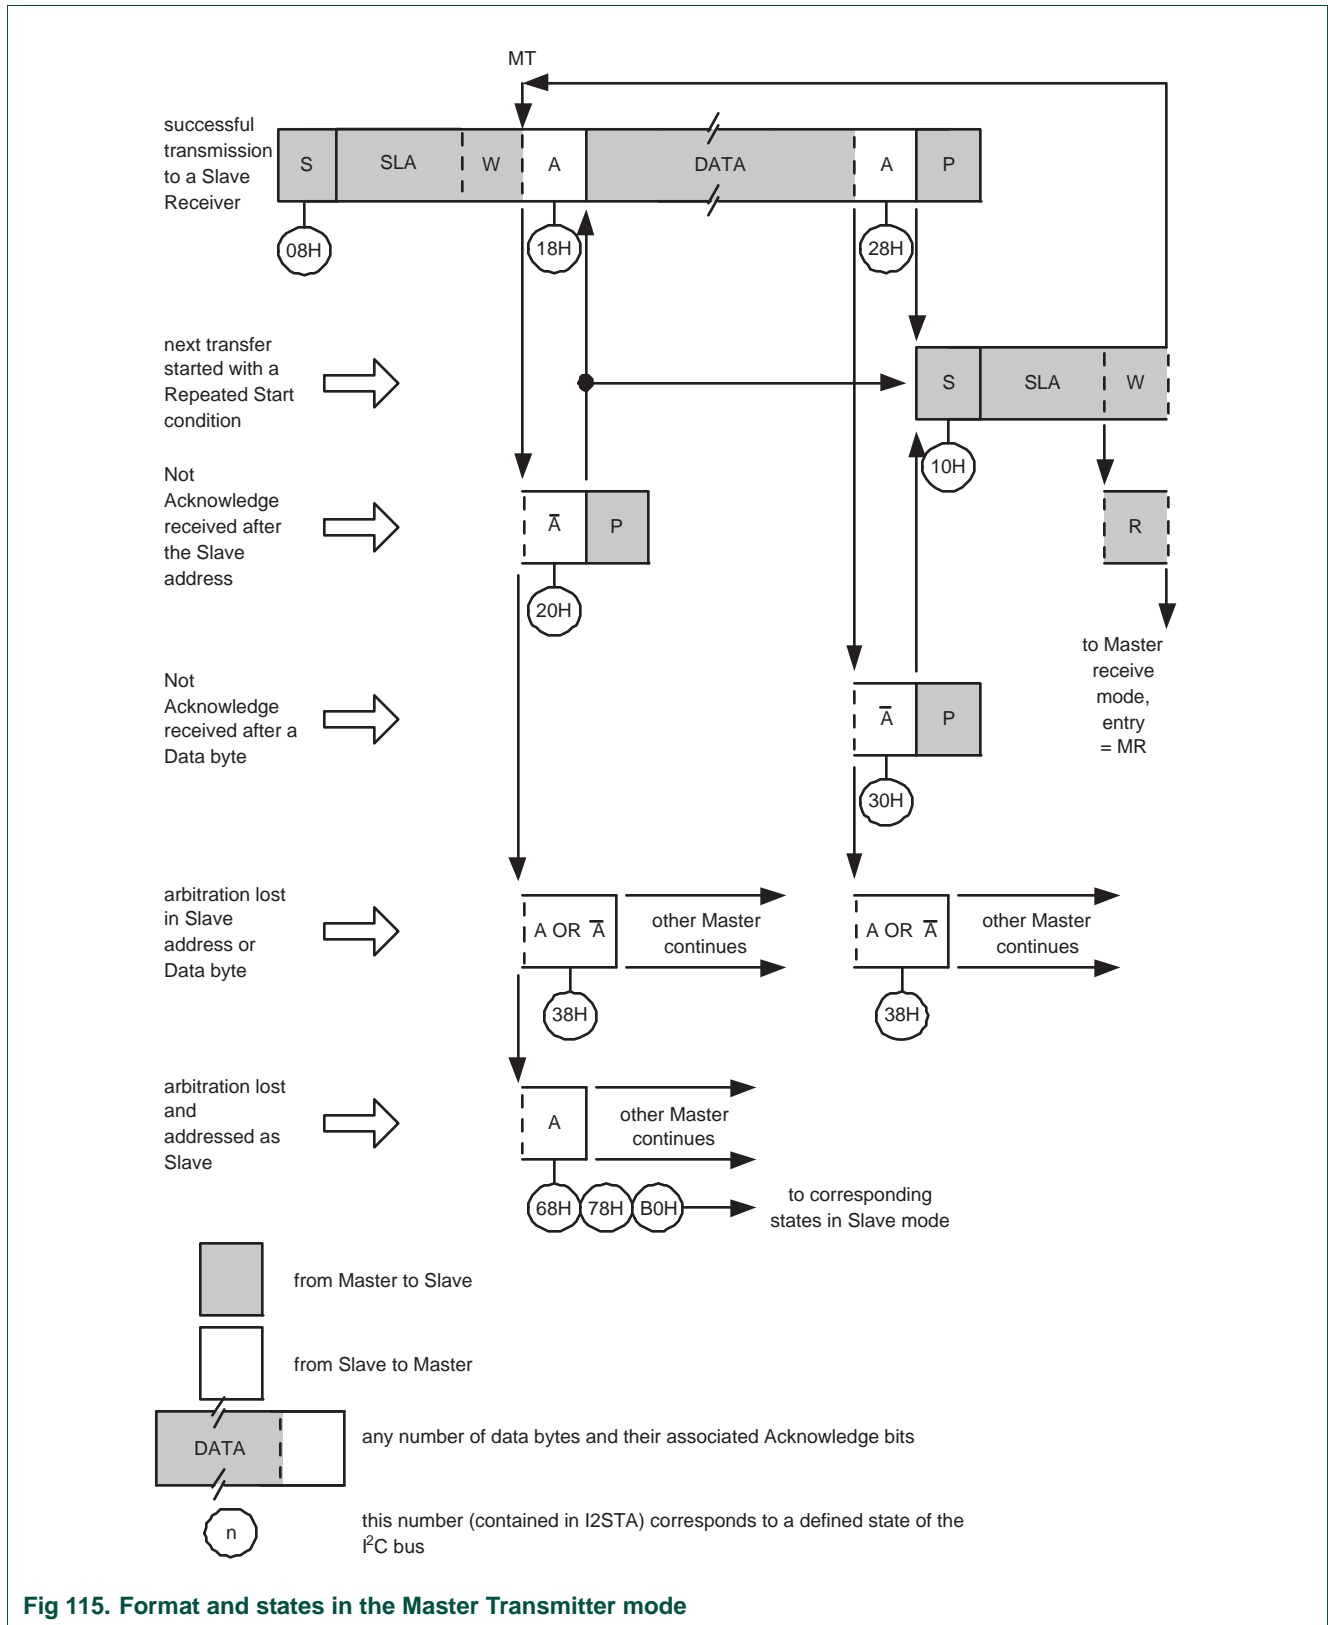 MT
successful
transmission
to a Slave
Receiver
S
SLA
W
A
DATA
A
P
08H
18H
28H
next transfer
started with a
Repeated Start
condition
S
SLA
W
10H
Not
Acknowledge
received after
the Slave
address
A̅
P
R
20H
to Master
receive
mode,
entry
= MR
Not
Acknowledge
received after a
Data byte
A̅
P
30H
arbitration lost
in Slave
address or
Data byte
A OR A̅
other Master
continues
A OR A̅
other Master
continues
38H
38H
arbitration lost
and
addressed as
Slave
A
other Master
continues
68H
78H
B0H
to corresponding
states in Slave mode
from Master to Slave
from Slave to Master
DATA
any number of data bytes and their associated Acknowledge bits
n
this number (contained in I2STA) corresponds to a defined state of the
I²C bus
Fig 115. Format and states in the Master Transmitter mode